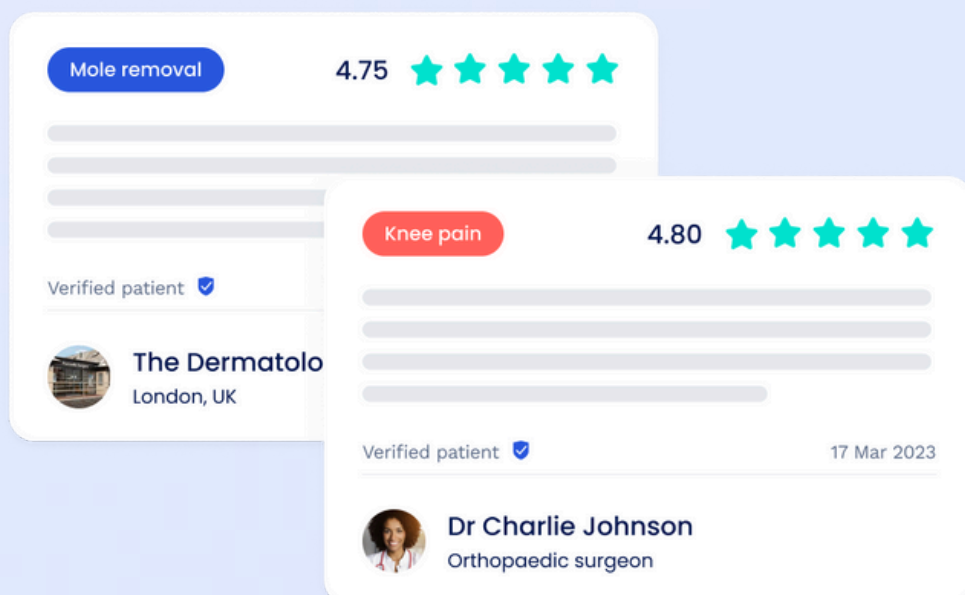 Mole removal
4.75
Verified patient
The Dermatolo
London, UK
Knee pain
4.80
Verified patient
17 Mar 2023
Dr Charlie Johnson
Orthopaedic surgeon